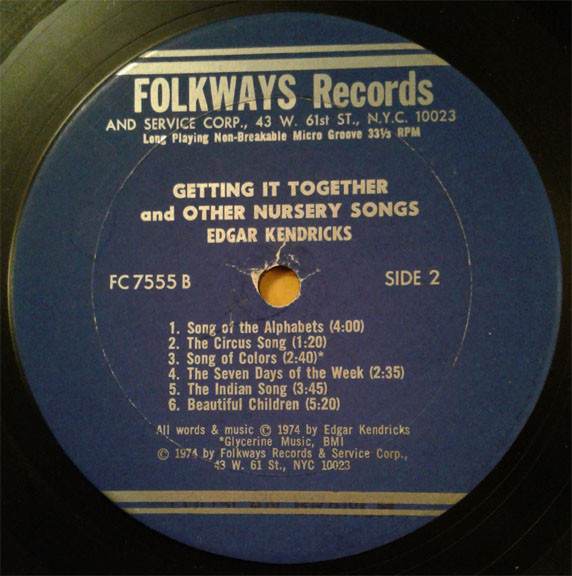 FOLKWAYS Records
AND SERVICE CORP., 43 W. 61st ST., N.Y.C. 10023
Long Playing Non-Breakable Micro Groove 33⅓ RPM
GETTING IT TOGETHER
and OTHER NURSERY SONGS
EDGAR KENDRICKS
FC 7555 B
SIDE 2
1. Song of the Alphabets (4:00)
2. The Circus Song (1:20)
3. Song of Colors (2:40)*
4. The Seven Days of the Week (2:35)
5. The Indian Song (3:45)
6. Beautiful Children (5:20)
All words & music © 1974 by Edgar Kendricks
*Glycerine Music, BMI
℗ 1974 by Folkways Records & Service Corp.,
43 W. 61 St., NYC 10023
BRANCH